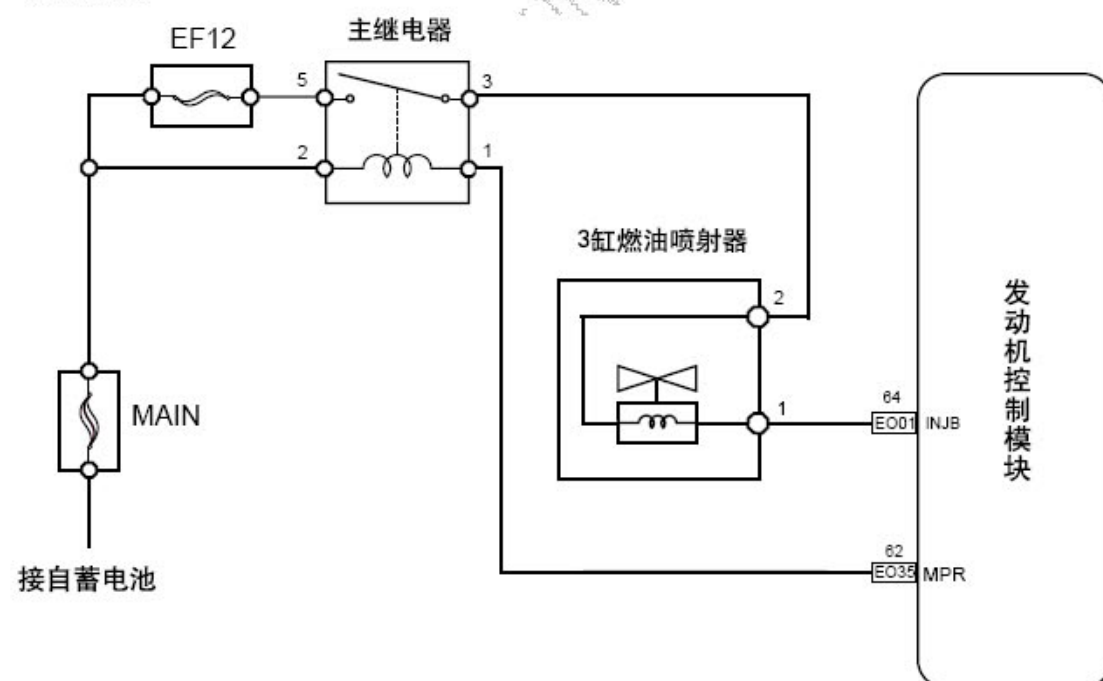 主继电器
EF12
5
3
2
1
3缸燃油喷射器
2
1
64
EO01
INJB
发动机控制模块
MAIN
62
EO35
MPR
接自蓄电池